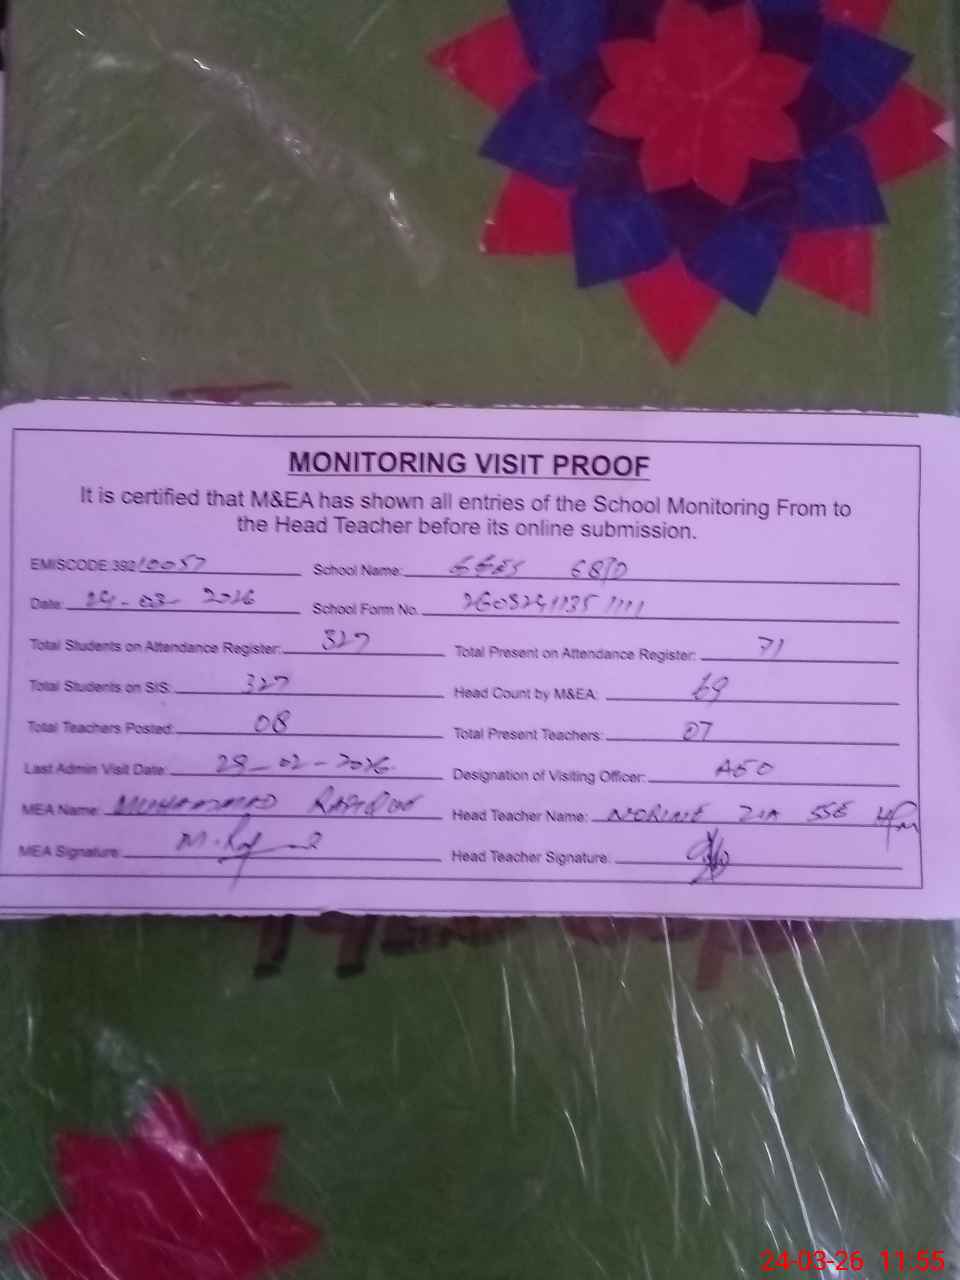 MONITORING VISIT PROOF
It is certified that M&EA has shown all entries of the School Monitoring From to
the Head Teacher before its online submission.
EMISCODE 392 10057 School Name: GGES 68/D
Date: 24-03-2026 School Form No.
Total Students on Attendance Register: 327 Total Present on Attendance Register: 71
Total Students on SIS: 327 Head Count by M&EA: 69
Total Teachers Posted: 08 Total Present Teachers: 07
Last Admin Visit Date: 28-02-2026 Designation of Visiting Officer: AEO
MEA Name: MUHAMMAD Head Teacher Name: ZIA SSE
MEA Signature: Head Teacher Signature:
24-03-26 11:55